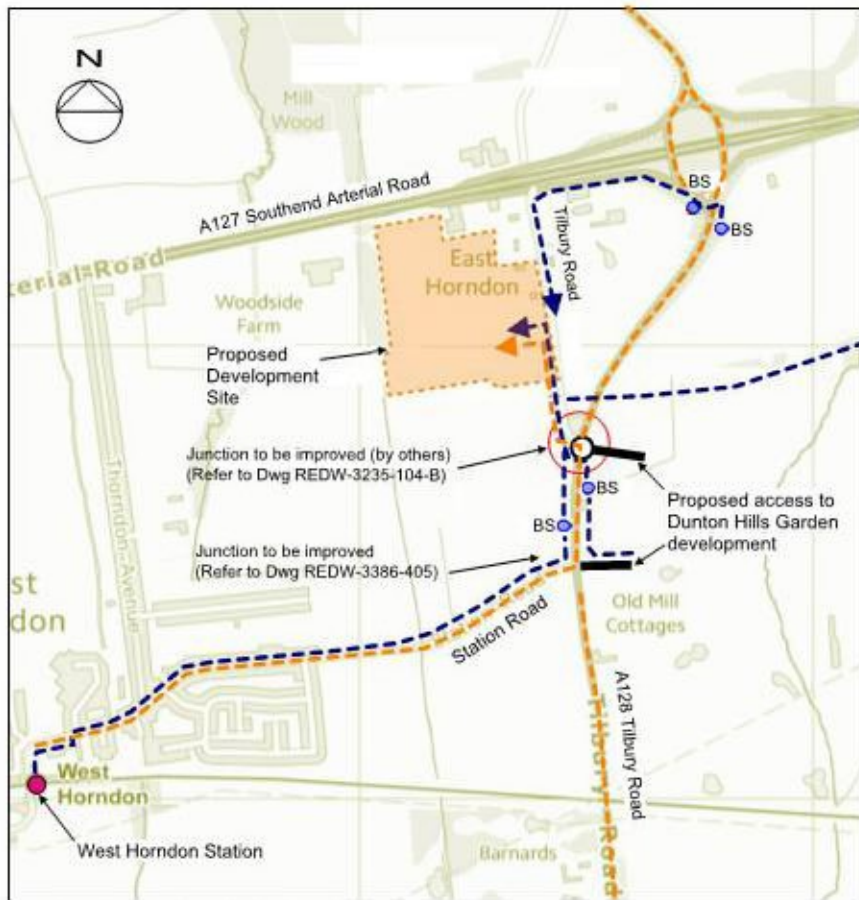 N
Mill
Wood
A127 Southend Arterial Road
terial Road
BS
BS
Tilbury Road
East
Horndon
Woodside
Farm
Proposed
Development
Site
Junction to be improved (by others)
(Refer to Dwg REDW-3235-104-B)
Thorndon-Avenue
BS
BS
Proposed access to
Dunton Hills Garden
development
Junction to be improved
(Refer to Dwg REDW-3386-405)
st
don
Old Mill
Cottages
Station Road
A128 Tilbury Road
Tilbury Road
West
Horndon
West Horndon Station
Barnards